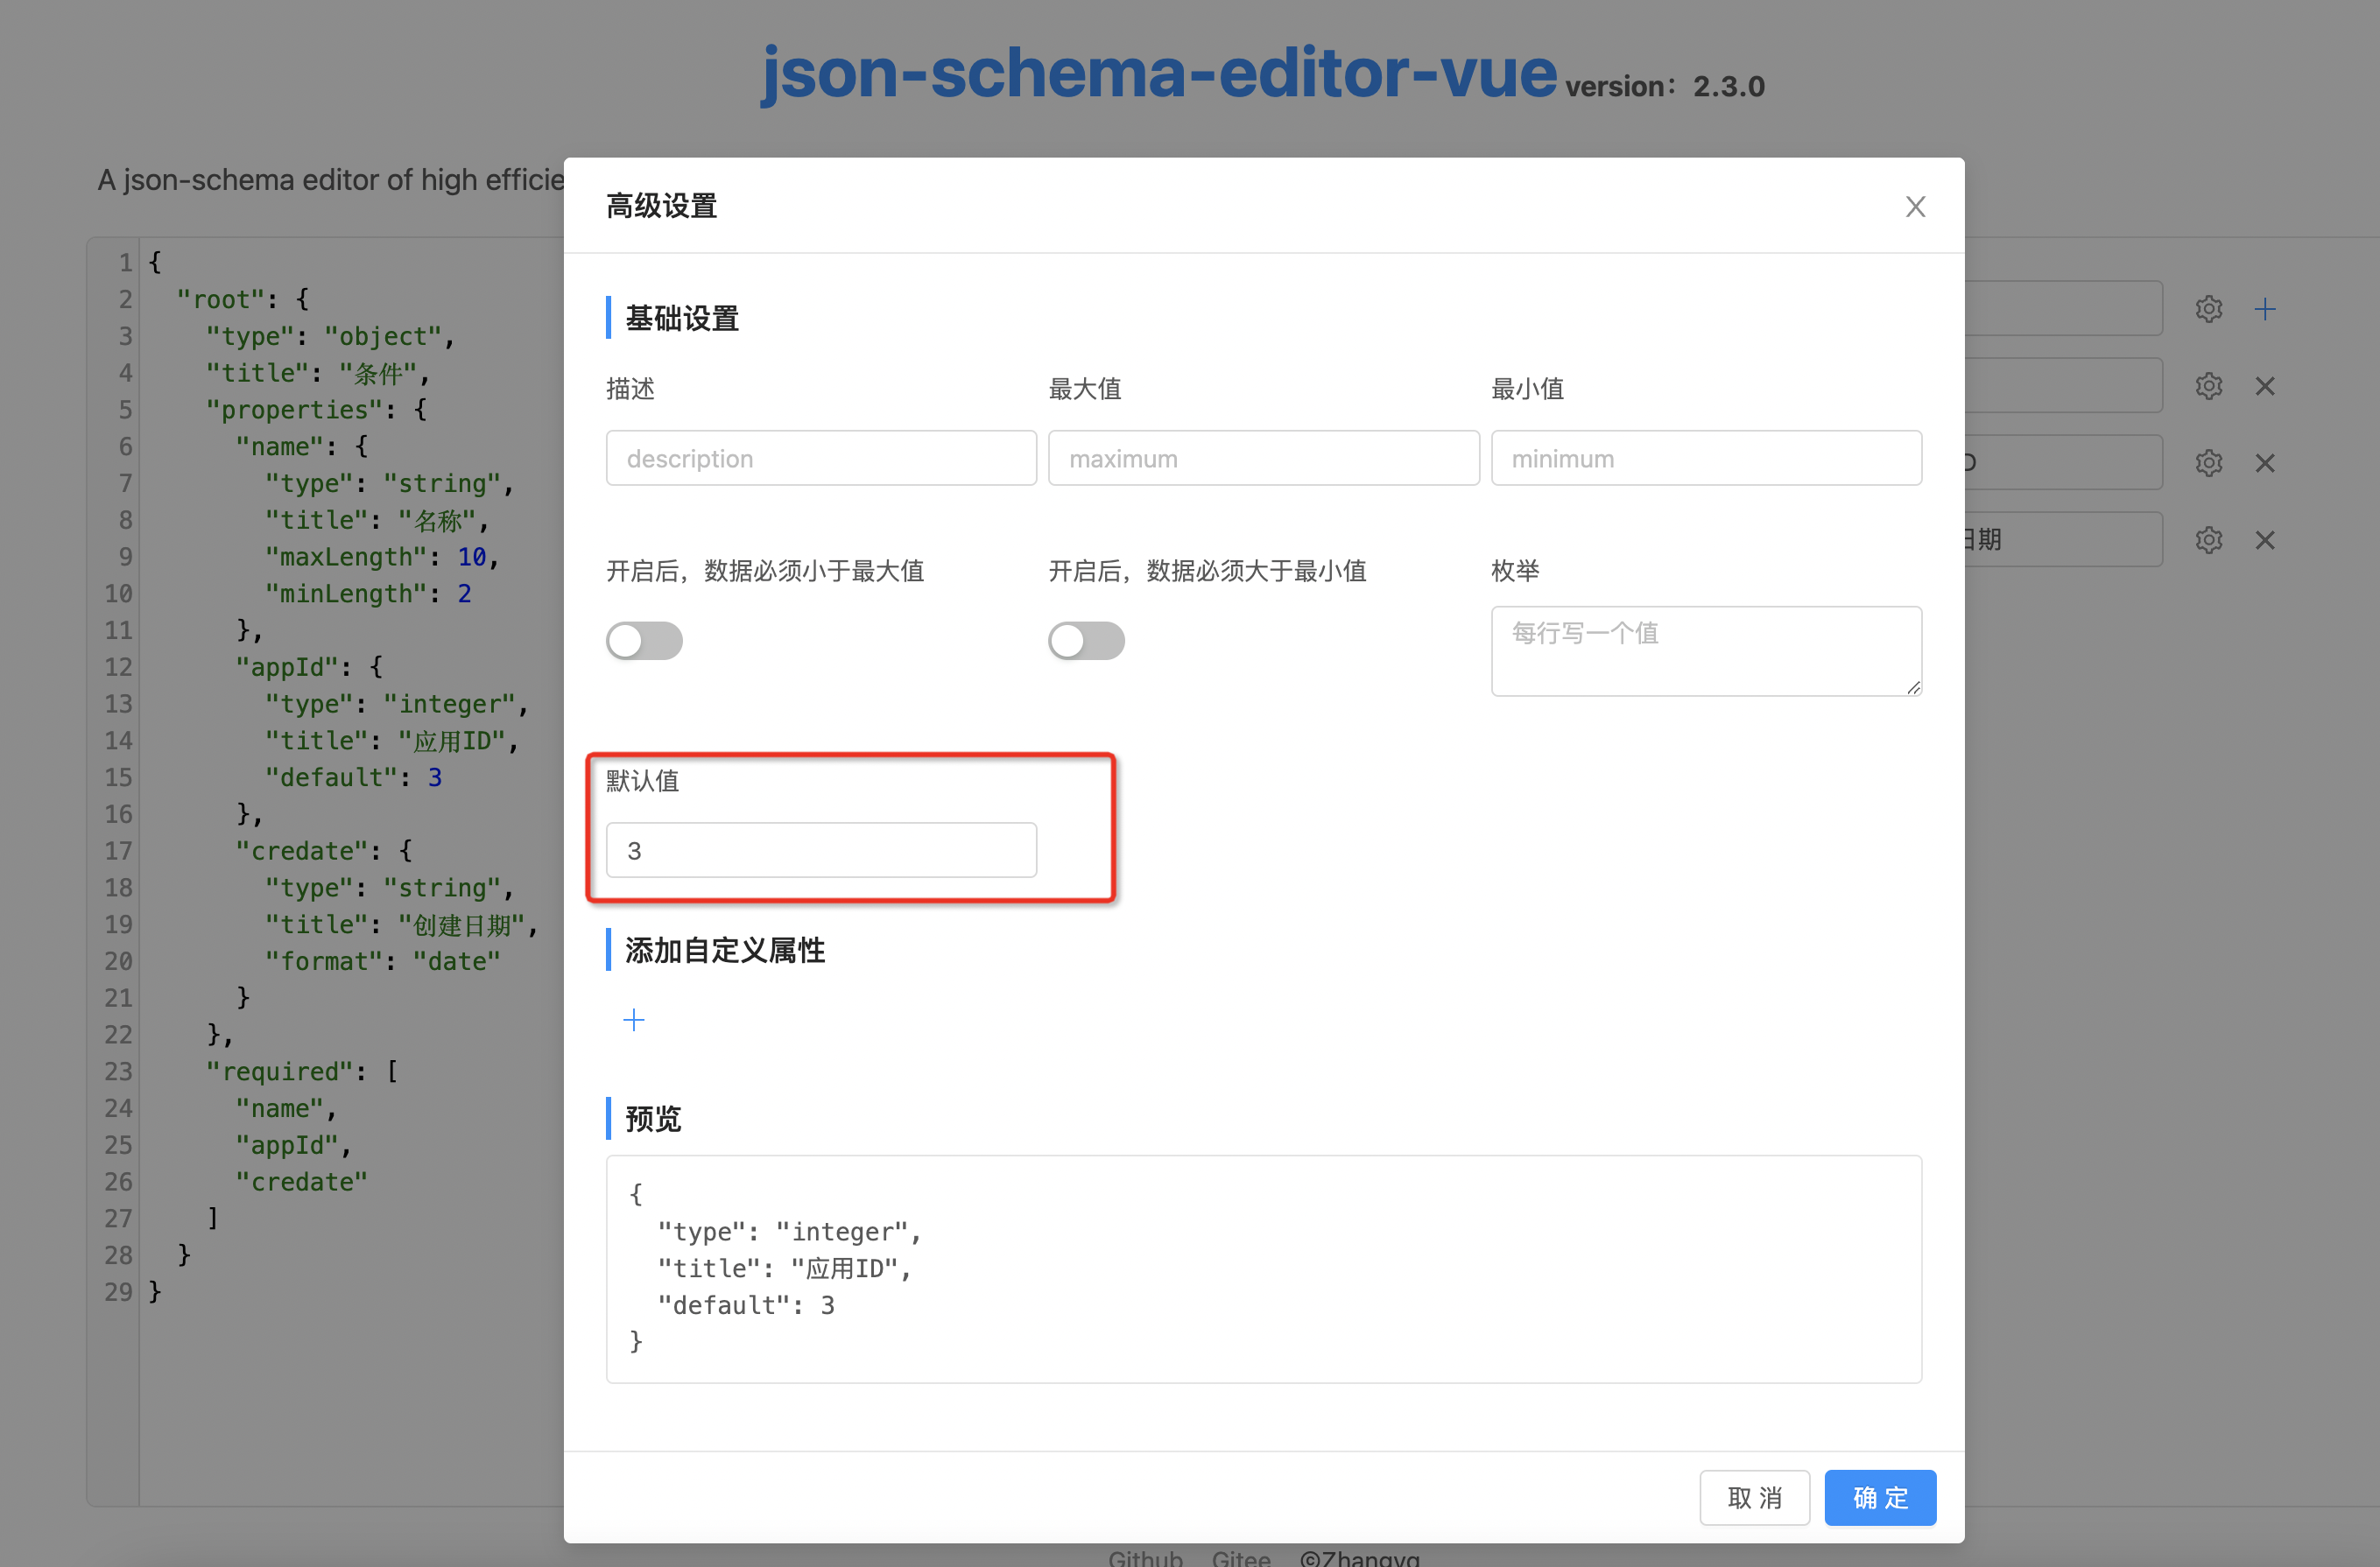 json-schema-editor-vue version: 2.3.0
A json-schema editor of high
1 {
2 "root": {
3 "type": "object",
4 "title": "条件",
5 "properties": {
6 "name": {
7 "type": "string",
8 "title": "名称",
9 "maxLength": 10,
10 "minLength": 2
11 },
12 "appId": {
13 "type": "integer",
14 "title": "应用ID",
15 "default": 3
16 },
17 "credate": {
18 "type": "string",
19 "title": "创建日期",
20 "format": "date"
21 }
22 },
23 "required": [
24 "name",
25 "appId",
26 "credate"
27 ]
28 }
29 }
高级设置
基础设置
描述 最大值 最小值
description maximum minimum
开启后，数据必须小于最大值 开启后，数据必须大于最小值 枚举
每行写一个值
默认值
3
添加自定义属性
预览
{
"type": "integer",
"title": "应用ID",
"default": 3
}
取 消 确 定
日期
Github Gitee